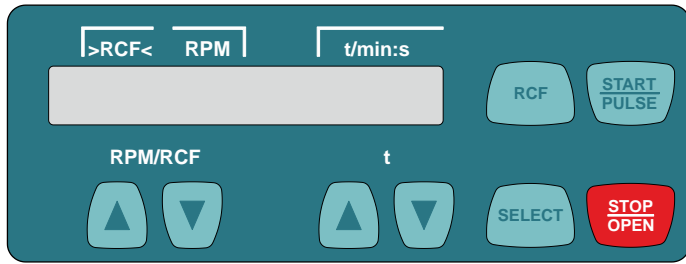 >RCF< RPM t/min:s
RCF
START
PULSE
RPM/RCF t
SELECT
STOP
OPEN